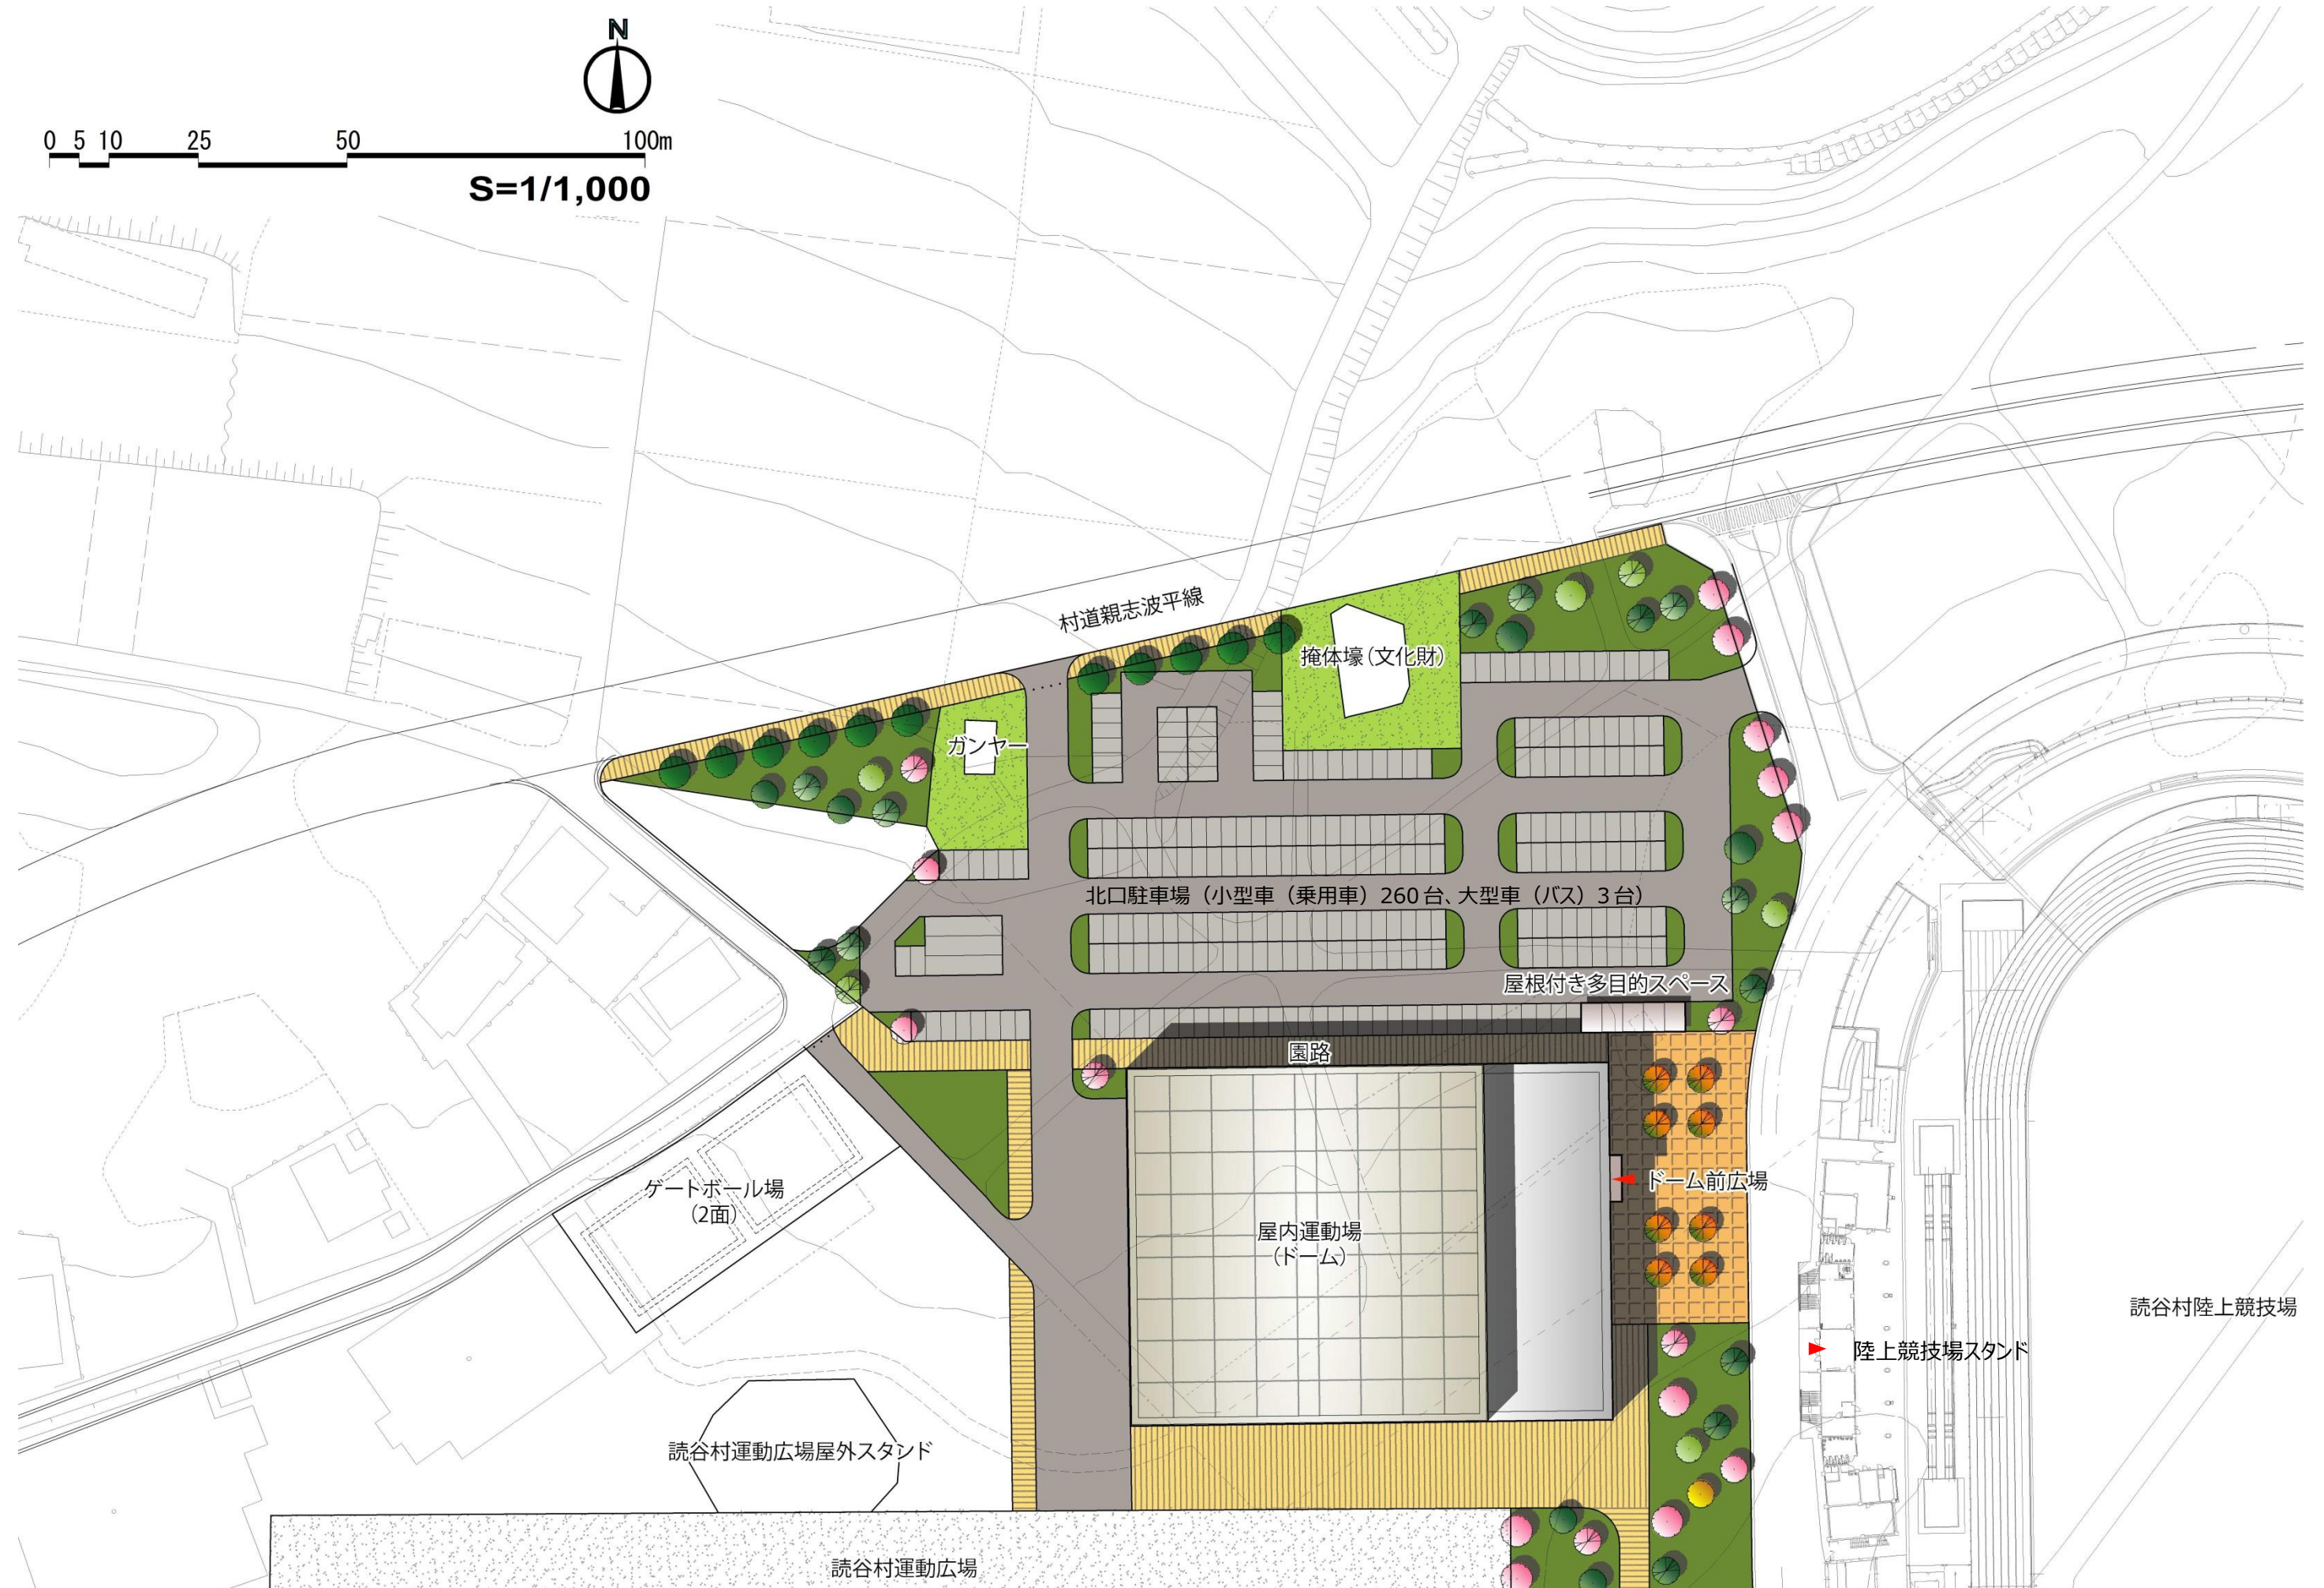 N
0 5 10 25 50 100m
S=1/1,000
村道親志波平線
掩体壕（文化財）
ガンヤー
北口駐車場（小型車（乗用車）260台、大型車（バス）3台）
屋根付き多目的スペース
園路
ドーム前広場
ゲートボール場
（2面）
屋内運動場
（ドーム）
読谷村陸上競技場
陸上競技場スタンド
読谷村運動広場屋外スタンド
読谷村運動広場